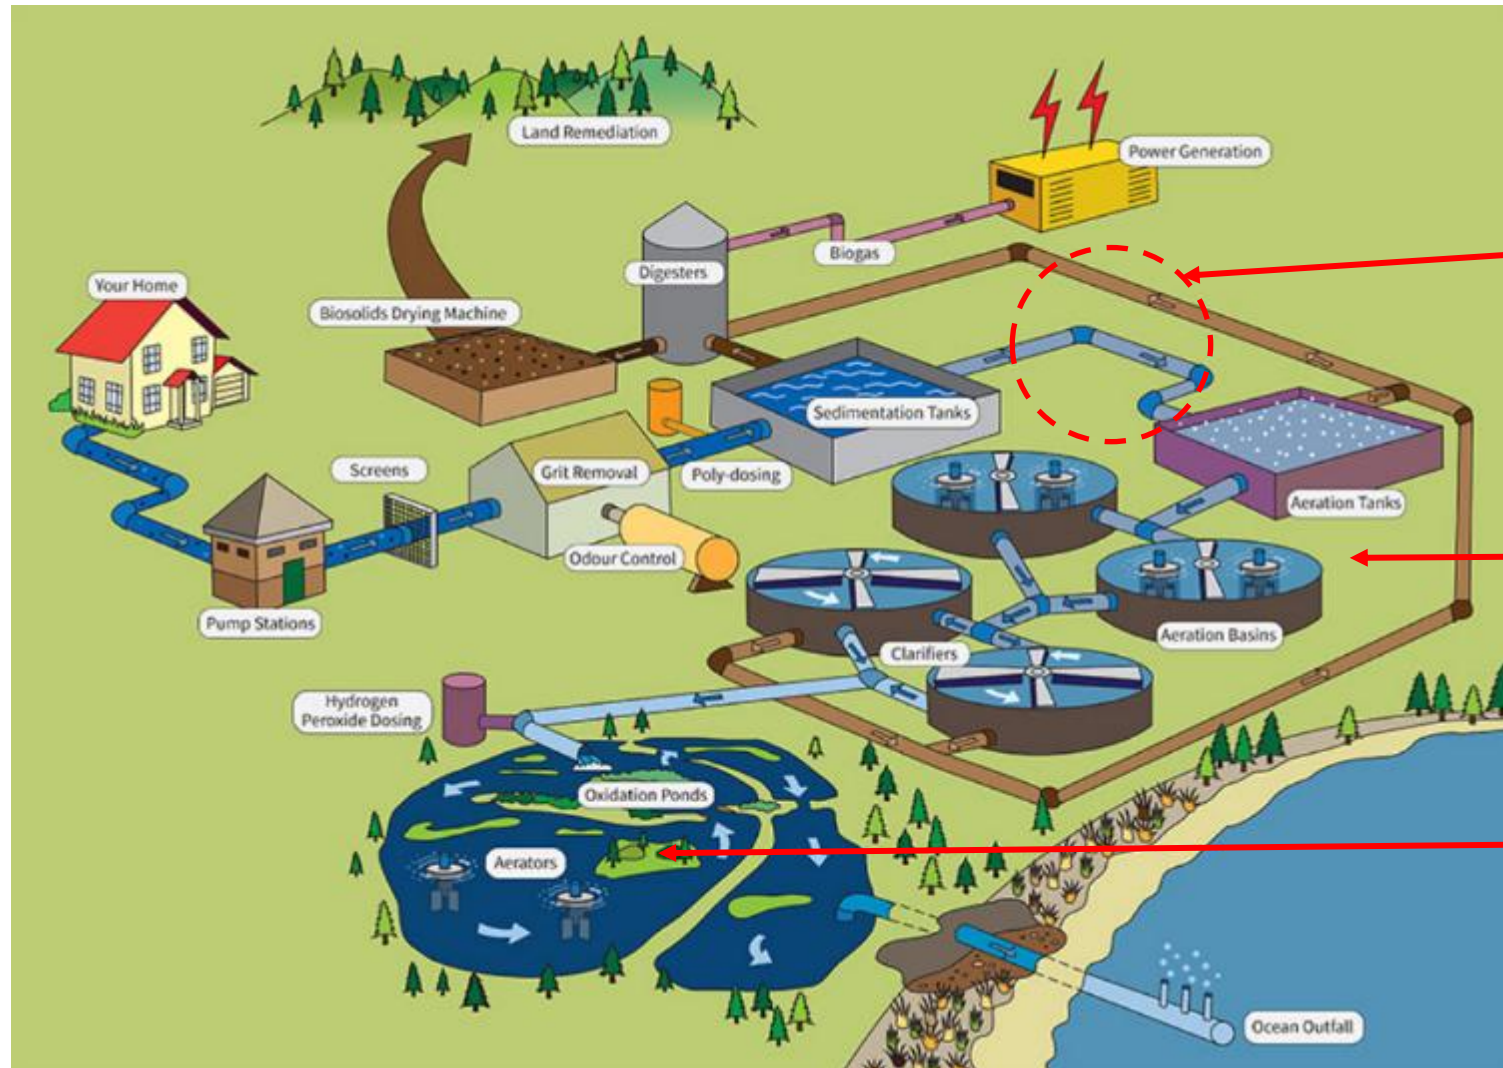 Land Remediation
Power Generation
Biogas
Digesters
Your Home
Biosolids Drying Machine
Sedimentation Tanks
Screens
Grit Removal
Poly-dosing
Aeration Tanks
Odour Control
Pump Stations
Aeration Basins
Clarifiers
Hydrogen
Peroxide Dosing
Oxidation Ponds
Aerators
Ocean Outfall